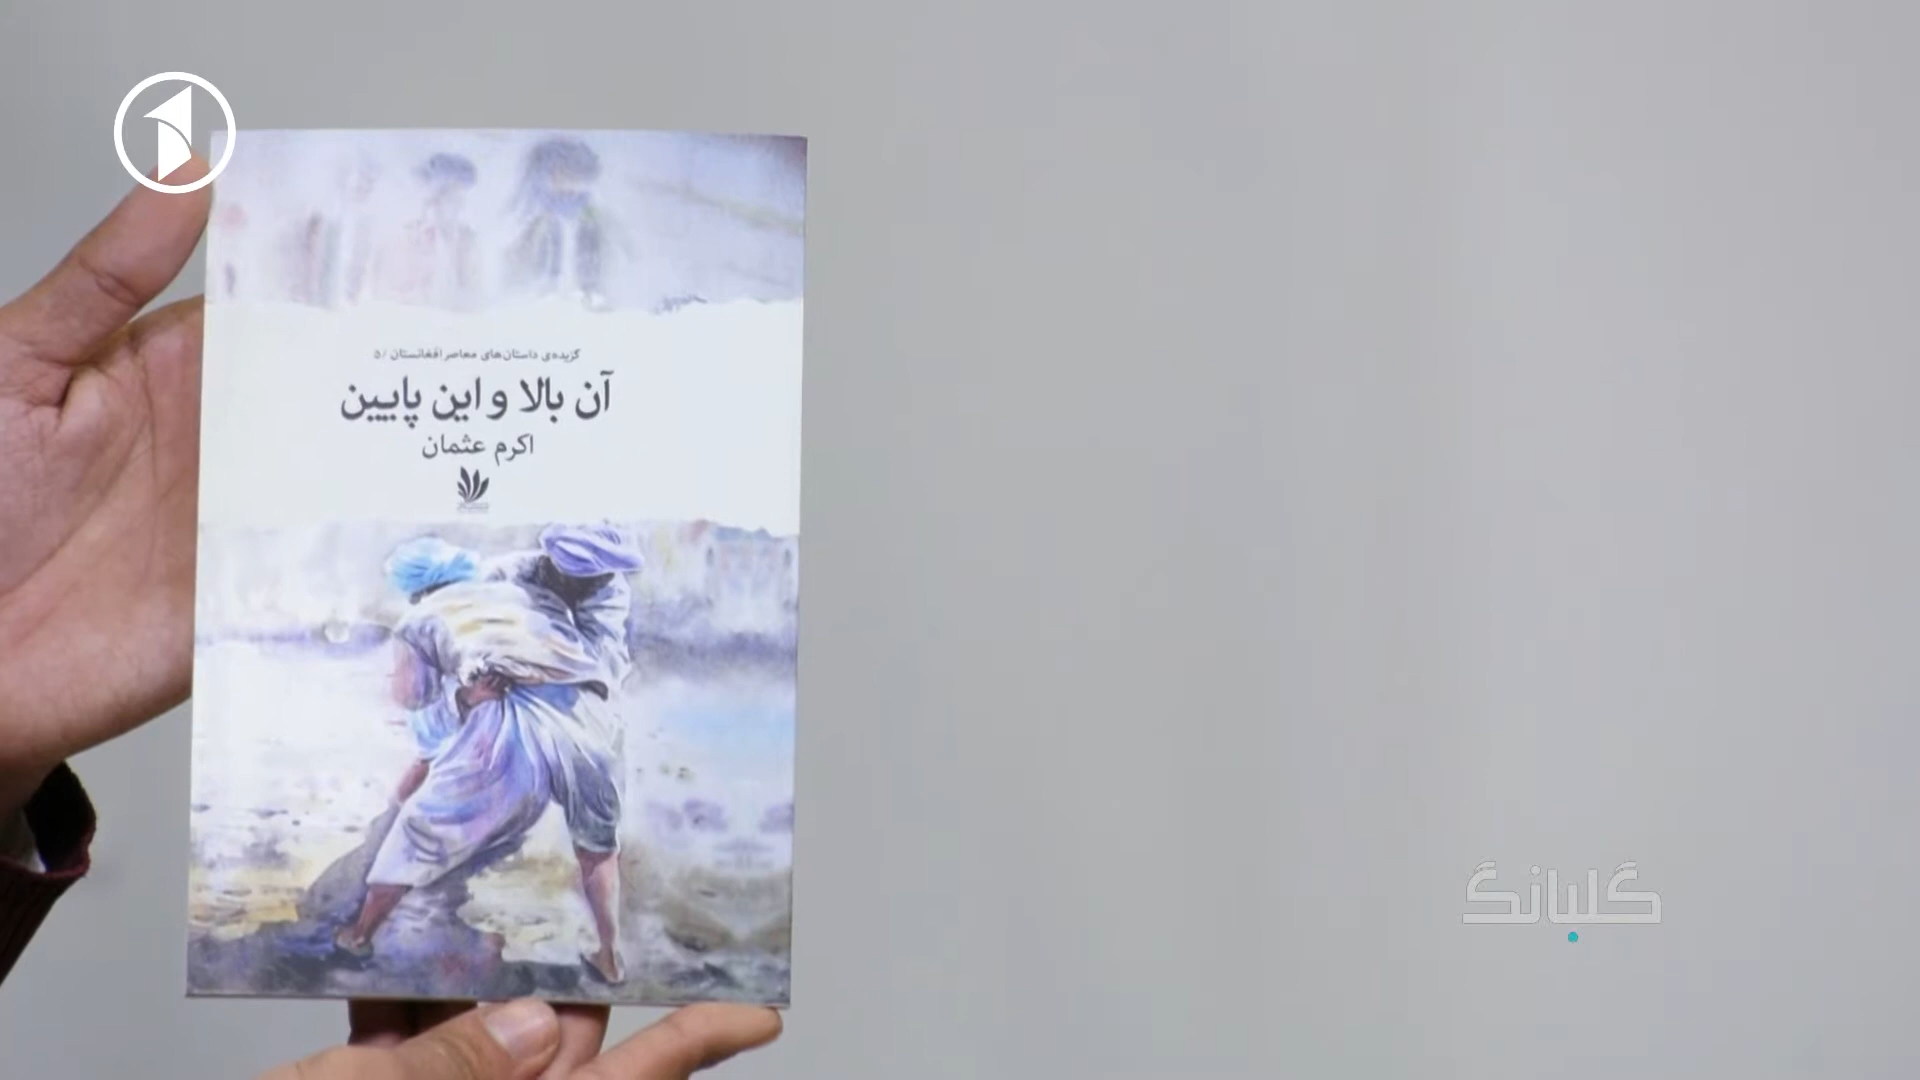 گزیده‌ی داستان‌های معاصر افغانستان /۵
آن بالا و این پایین
اکرم عثمان
گلبانگ